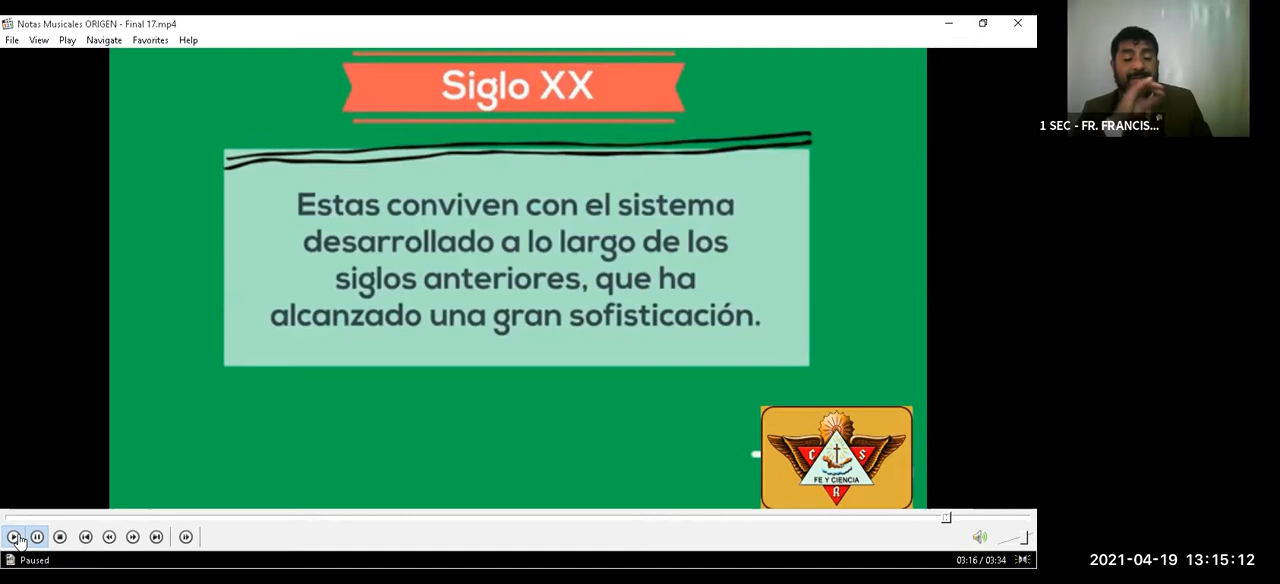 Notas Musicales ORIGEN - Final 17.mp4
File View Play Navigate Favorites Help
Siglo XX
Estas conviven con el sistema
desarrollado a lo largo de los
siglos anteriores, que ha
alcanzado una gran sofisticación.
C S
FE Y CIENCIA
R
Paused
03:16 / 03:34
1 SEC - FR. FRANCIS...
2021-04-19 13:15:12